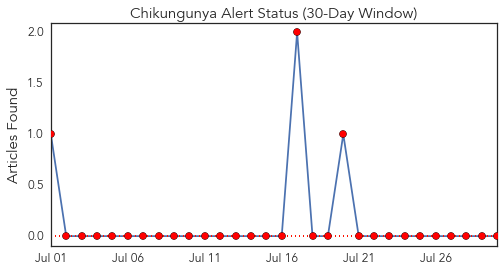 Chikungunya Alert Status (30-Day Window)
Articles Found
2.0
1.5
1.0
0.5
0.0
Jul 01 Jul 06 Jul 11 Jul 16 Jul 21 Jul 26